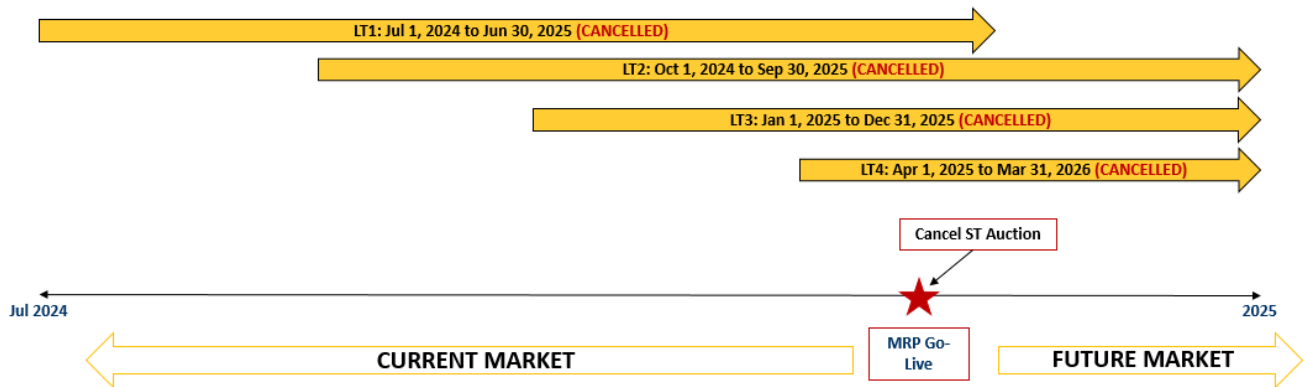 LT1: Jul 1, 2024 to Jun 30, 2025 (CANCELLED)
LT2: Oct 1, 2024 to Sep 30, 2025 (CANCELLED)
LT3: Jan 1, 2025 to Dec 31, 2025 (CANCELLED)
LT4: Apr 1, 2025 to Mar 31, 2026 (CANCELLED)
Cancel ST Auction
Jul 2024
2025
CURRENT MARKET
MRP Go-
Live
FUTURE MARKET